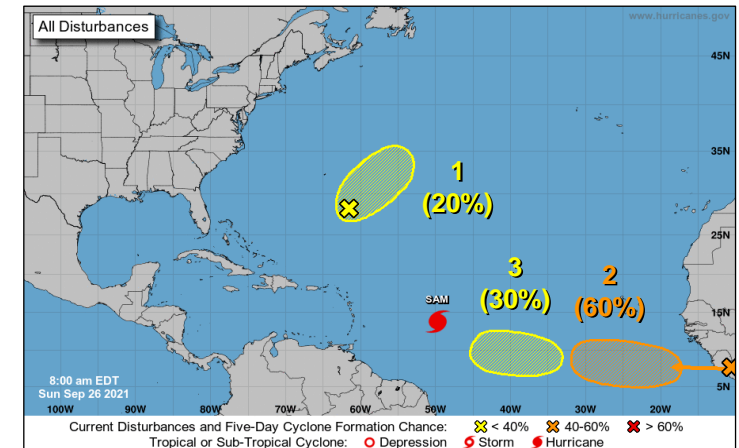 All Disturbances
www.hurricanes.gov
45N
35N
1
(20%)
25N
3
(30%)
2
(60%)
SAM
15N
8:00 am EDT
Sun Sep 26 2021
5N
100W 90W 80W 70W 60W 50W 40W 30W 20W
Current Disturbances and Five-Day Cyclone Formation Chance: < 40% 40-60% > 60%
Tropical or Sub-Tropical Cyclone: Depression Storm Hurricane